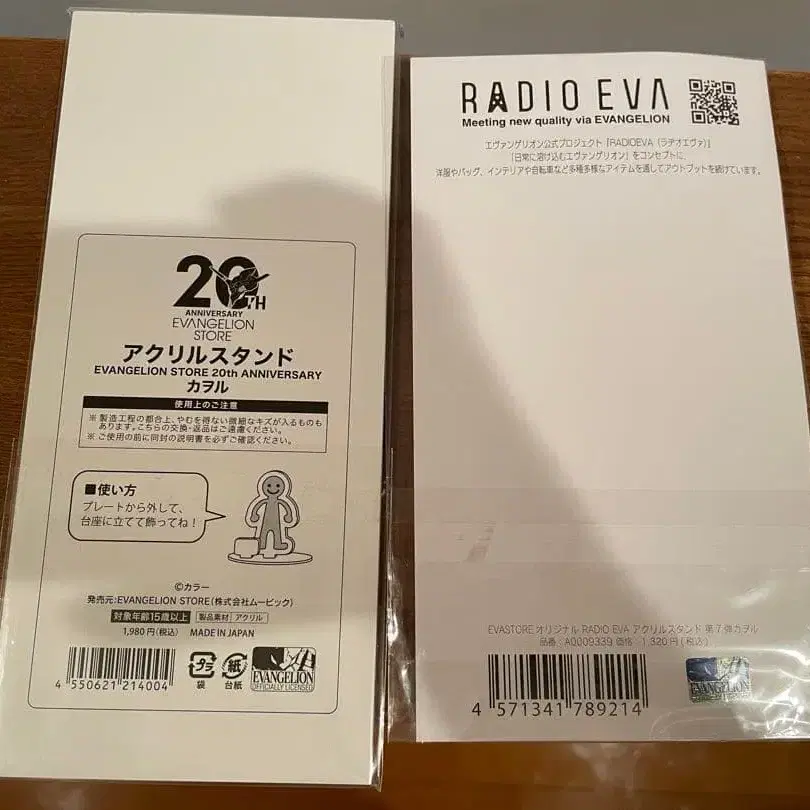 20TH
ANNIVERSARY
EVANGELION
STORE
アクリルスタンド
EVANGELION STORE 20th ANNIVERSARY
カヲル
使用上のご注意
※製造工程の都合上、やむを得ない微細なキズが入るものも
あります。こちらの交換・返品はご遠慮ください。
※ご使用の前に同封の説明書を必ずご確認ください。
■使い方
プレートから外して、
台座に立てて飾ってね!
©カラー
発売元:EVANGELION STORE(株式会社ムービック)
対象年齢15歳以上 製品素材 アクリル
1,980円(税込) MADE IN JAPAN
4 550621 214004
プラ 紙
袋 台紙
EVANGELION
OFFICIALLY LICENSED
RADIO EVA
Meeting new quality via EVANGELION
エヴァンゲリオン公式プロジェクト『RADIOEVA(ラヂオエヴァ)』
「日常に溶け込むエヴァンゲリオン」をコンセプトに、
洋服やバッグ、インテリアや自転車など多種多様なアイテムを通してアウトプットを続けています。
EVASTORE オリジナル RADIO EVA アクリルスタンド 第7弾カヲル
品番:A0009339 価格:1,320円(税込)
4 571341 789214
EVANGELION